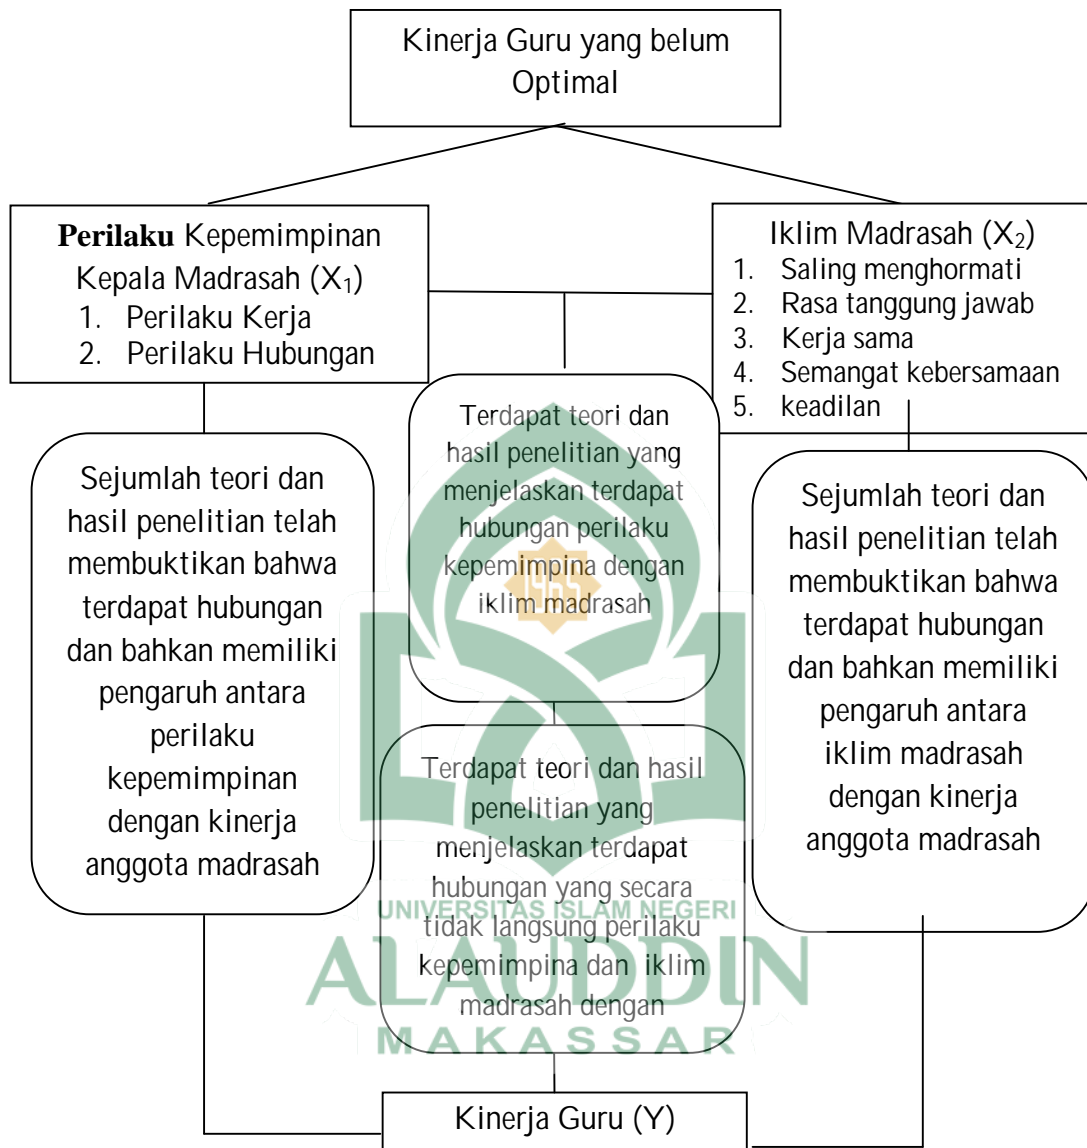 Kinerja Guru yang belum
Optimal
Perilaku Kepemimpinan
Kepala Madrasah (X₁)
1. Perilaku Kerja
2. Perilaku Hubungan
Iklim Madrasah (X₂)
1. Saling menghormati
2. Rasa tanggung jawab
3. Kerja sama
4. Semangat kebersamaan
5. keadilan
Sejumlah teori dan
hasil penelitian telah
membuktikan bahwa
terdapat hubungan
dan bahkan memiliki
pengaruh antara
perilaku
kepemimpinan
dengan kinerja
anggota madrasah
Terdapat teori dan
hasil penelitian yang
menjelaskan terdapat
hubungan perilaku
kepemimpina dengan
iklim madrasah
1965
Sejumlah teori dan
hasil penelitian telah
membuktikan bahwa
terdapat hubungan
dan bahkan memiliki
pengaruh antara
iklim madrasah
dengan kinerja
anggota madrasah
Terdapat teori dan hasil
penelitian yang
menjelaskan terdapat
hubungan yang secara
tidak langsung perilaku
kepemimpina dan iklim
madrasah dengan
UNIVERSITAS ISLAM NEGERI
ALAUDDIN
MAKASSAR
Kinerja Guru (Y)